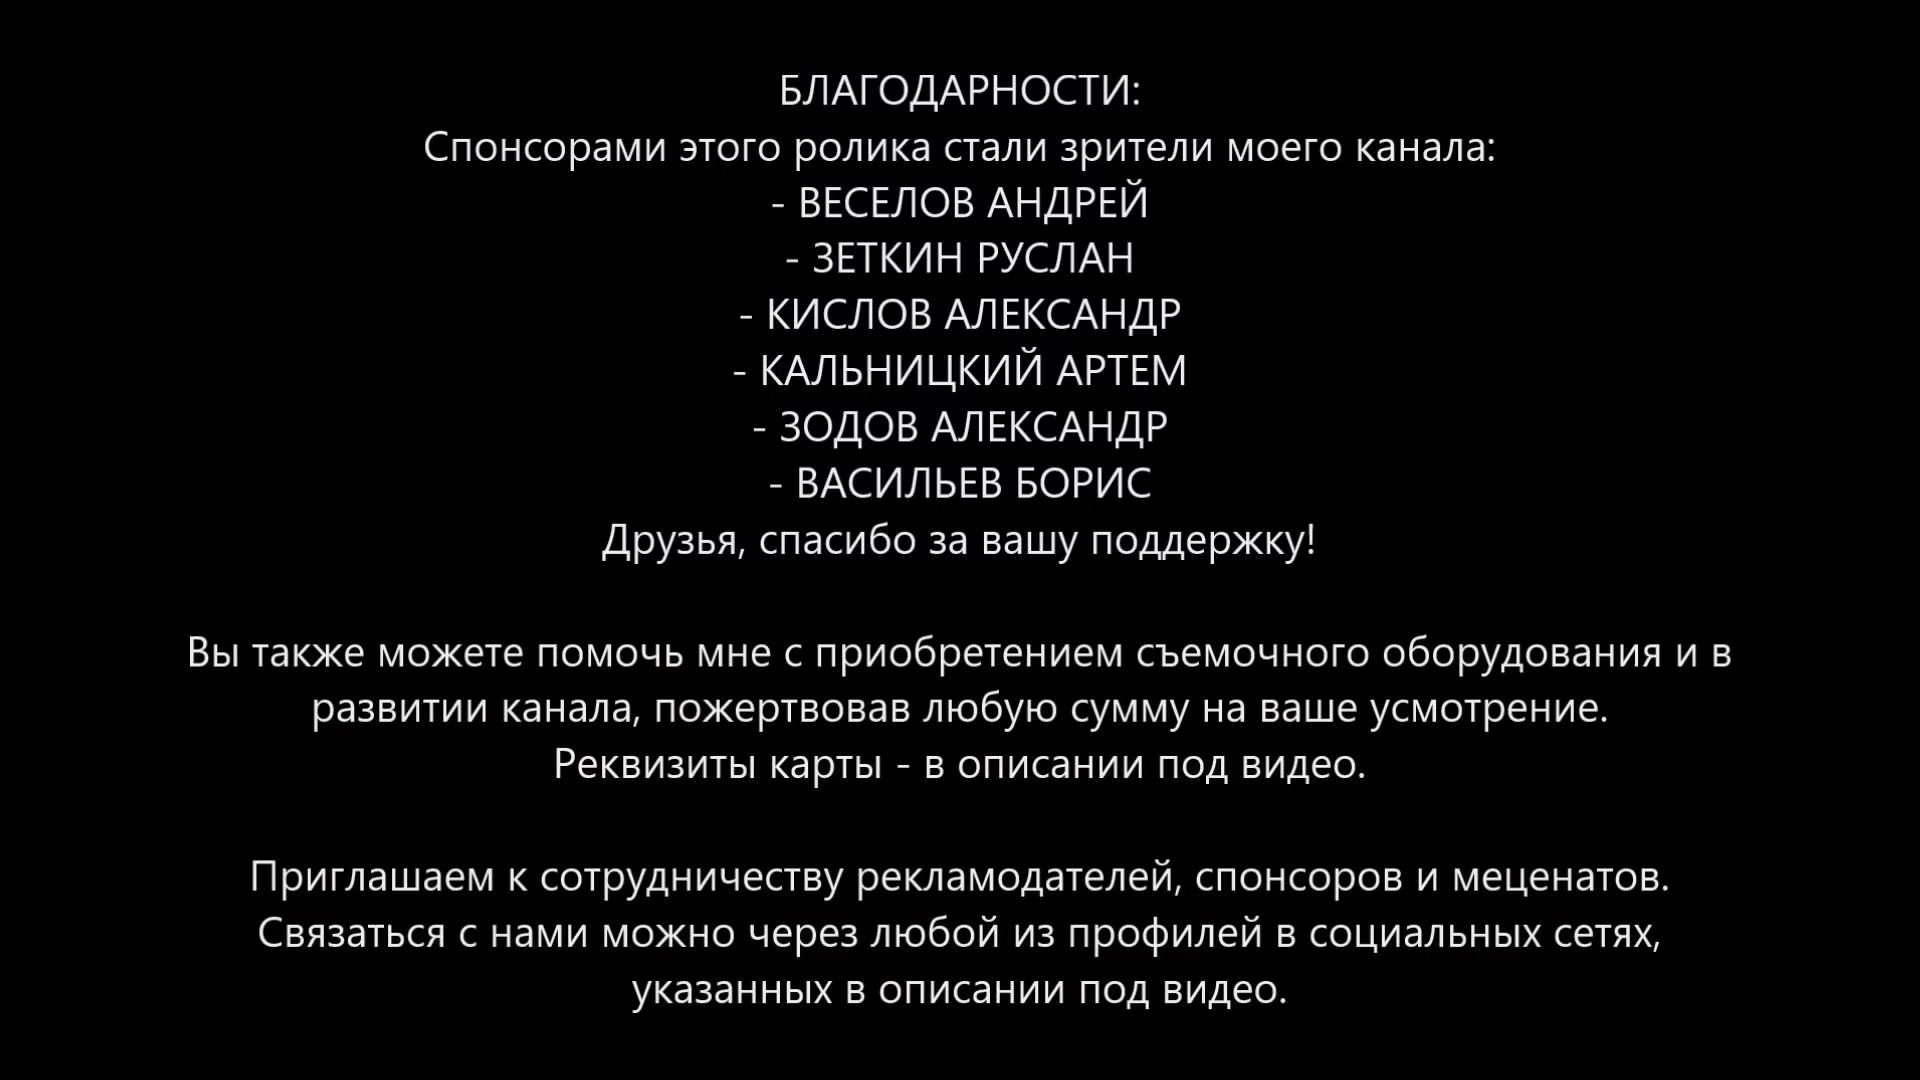 БЛАГОДАРНОСТИ:
Спонсорами этого ролика стали зрители моего канала:
- ВЕСЕЛОВ АНДРЕЙ
- ЗЕТКИН РУСЛАН
- КИСЛОВ АЛЕКСАНДР
- КАЛЬНИЦКИЙ АРТЕМ
- ЗОДОВ АЛЕКСАНДР
- ВАСИЛЬЕВ БОРИС
Друзья, спасибо за вашу поддержку!
Вы также можете помочь мне с приобретением съемочного оборудования и в
развитии канала, пожертвовав любую сумму на ваше усмотрение.
Реквизиты карты - в описании под видео.
Приглашаем к сотрудничеству рекламодателей, спонсоров и меценатов.
Связаться с нами можно через любой из профилей в социальных сетях,
указанных в описании под видео.